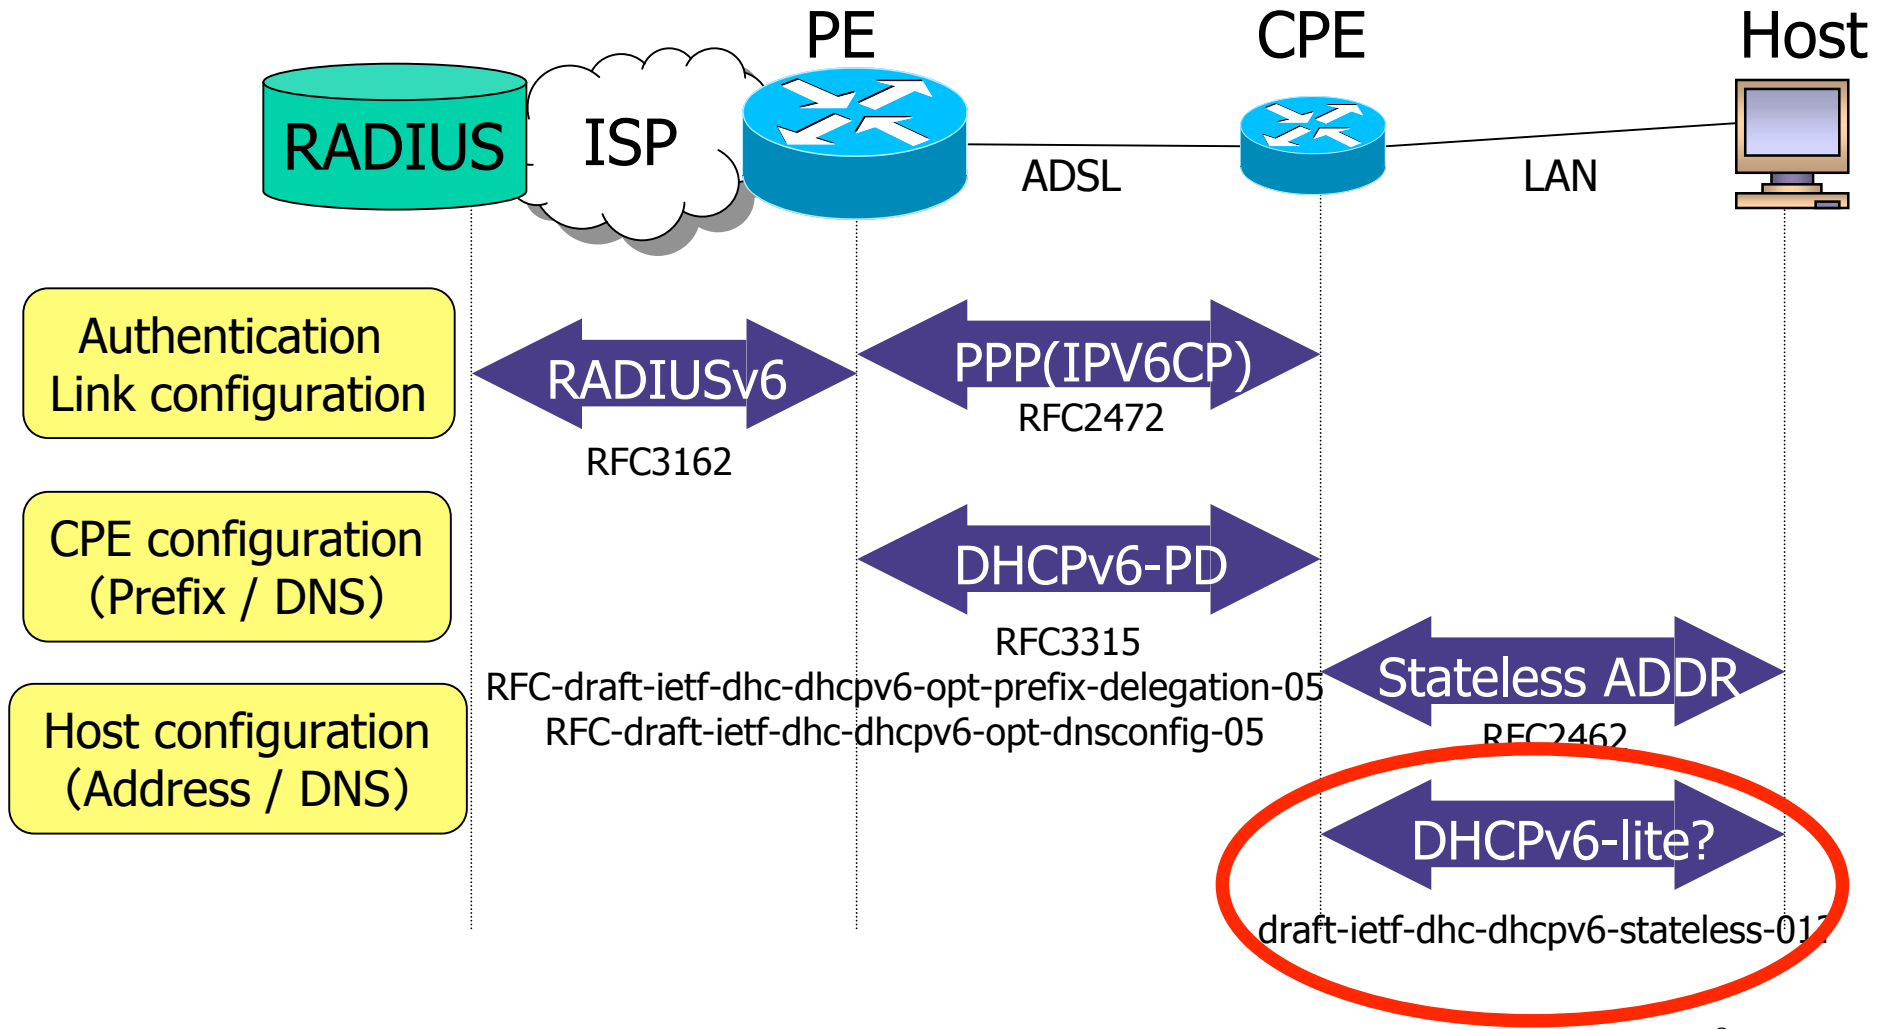 PE
CPE
Host
RADIUS
ISP
ADSL
LAN
Authentication
Link configuration
RADIUSv6
RFC3162
PPP(IPV6CP)
RFC2472
CPE configuration
（Prefix / DNS）
DHCPv6-PD
RFC3315
RFC-draft-ietf-dhc-dhcpv6-opt-prefix-delegation-05
RFC-draft-ietf-dhc-dhcpv6-opt-dnsconfig-05
Host configuration
（Address / DNS）
Stateless ADDR
RFC2462
DHCPv6-lite?
draft-ietf-dhc-dhcpv6-stateless-01?